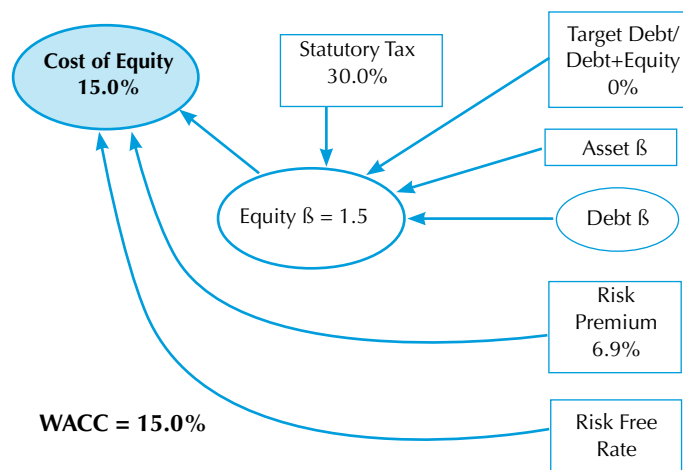 Cost of Equity
15.0%
Statutory Tax
30.0%
Target Debt/
Debt+Equity
0%
Asset ß
Equity ß = 1.5
Debt ß
Risk
Premium
6.9%
WACC = 15.0%
Risk Free
Rate